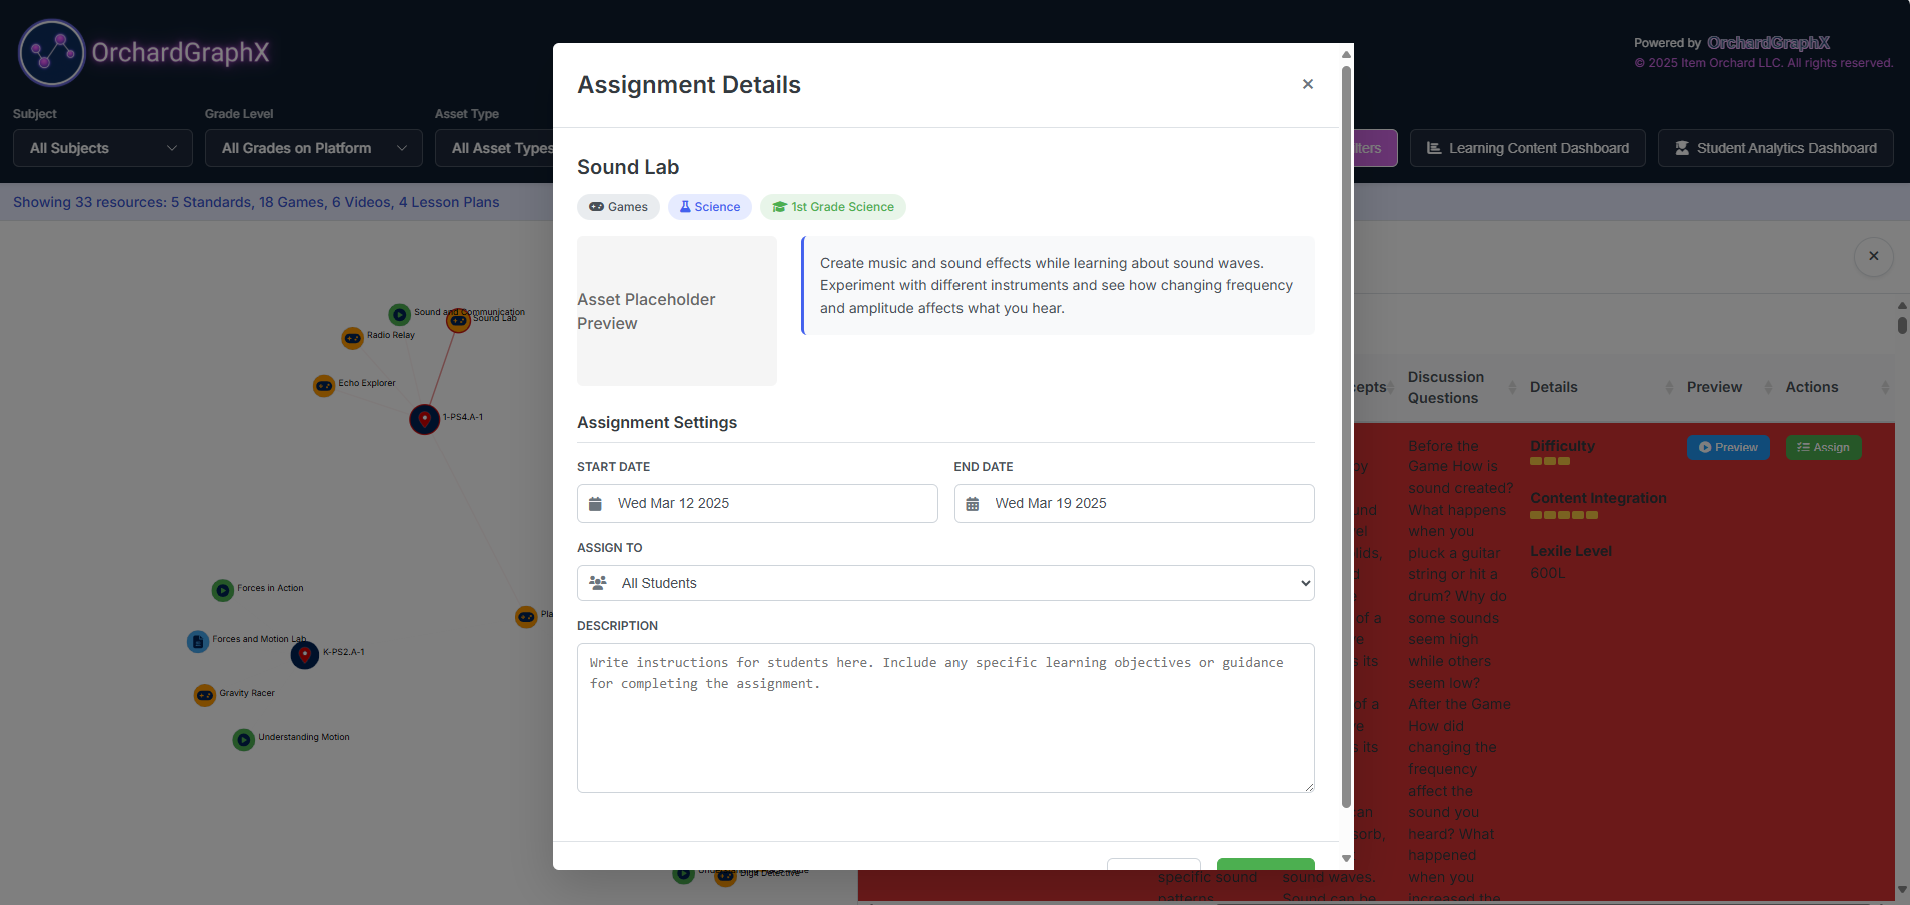 OrchardGraphX
Powered by OrchardGraphX
© 2025 Item Orchard LLC. All rights reserved.
Subject
Grade Level
Asset Type
All Subjects
All Grades on Platform
All Asset Types
Learning Content Dashboard
Student Analytics Dashboard
Showing 33 resources: 5 Standards, 18 Games, 6 Videos, 4 Lesson Plans
Sound and Communication
Sound Lab
Radio Relay
Echo Explorer
1-PS4.A-1
Forces in Action
Forces and Motion Lab
K-PS2.A-1
Gravity Racer
Understanding Motion
Digit Detective
Assignment Details
Sound Lab
Games
Science
1st Grade Science
Asset Placeholder
Preview
Create music and sound effects while learning about sound waves.
Experiment with different instruments and see how changing frequency
and amplitude affects what you hear.
Assignment Settings
START DATE
END DATE
Wed Mar 12 2025
Wed Mar 19 2025
ASSIGN TO
All Students
DESCRIPTION
Write instructions for students here. Include any specific learning objectives or guidance
for completing the assignment.
Discussion
Questions
Details
Preview
Actions
Before the
Game How is
sound created?
What happens
when you
pluck a guitar
string or hit a
drum? Why do
some sounds
seem high
while others
seem low?
After the Game
How did
changing the
frequency
affect the
sound you
heard? What
happened
when you
increased the
Difficulty
Content Integration
Lexile Level
600L
Preview
Assign
specific sound
patterns
sound waves.
Sound can be